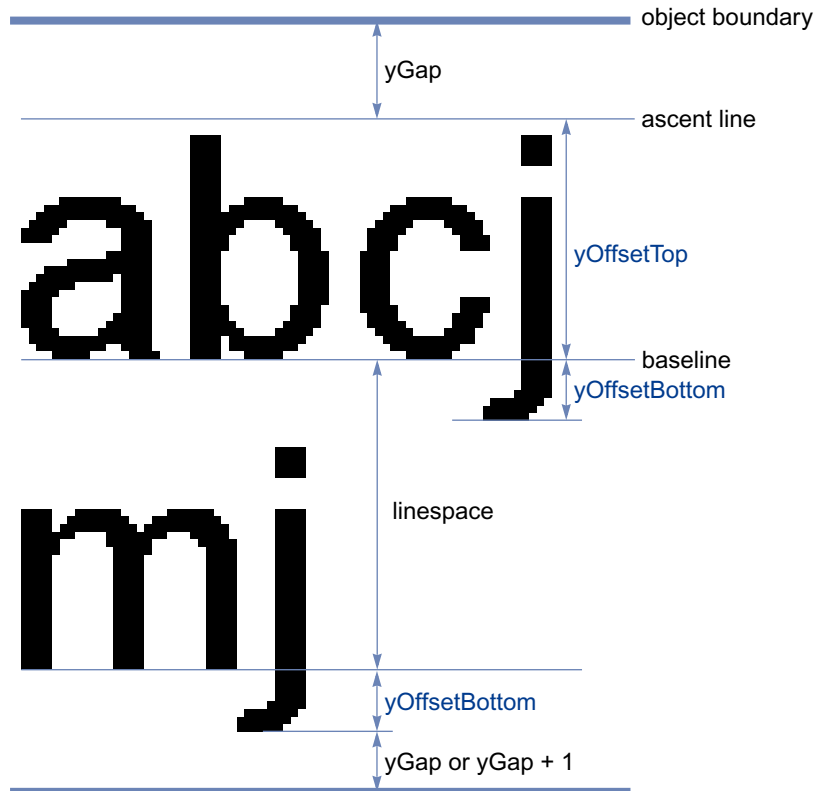 object boundary
yGap
ascent line
abcj
yOffsetTop
baseline
yOffsetBottom
linespace
mj
yOffsetBottom
yGap or yGap + 1